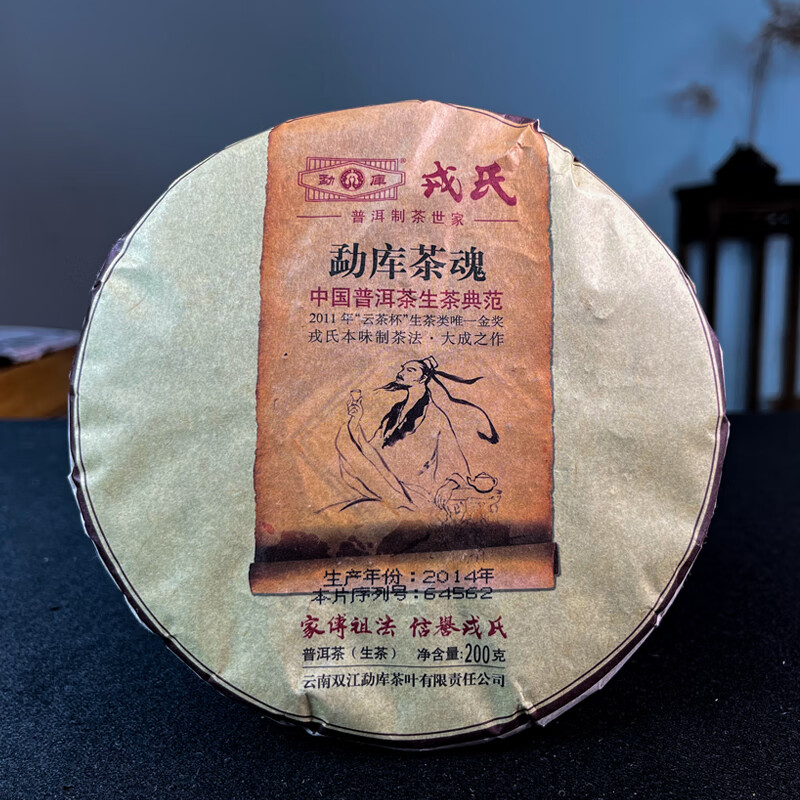 勐库® 戎氏
普洱制茶世家
勐库茶魂
中国普洱茶生茶典范
2011年“云茶杯”生茶类唯一金奖
戎氏本味制茶法·大成之作
生产年份：2014年
本片序列号：64562
家傳祖法 信譽戎氏
普洱茶（生茶） 净含量:200克
云南双江勐库茶叶有限责任公司